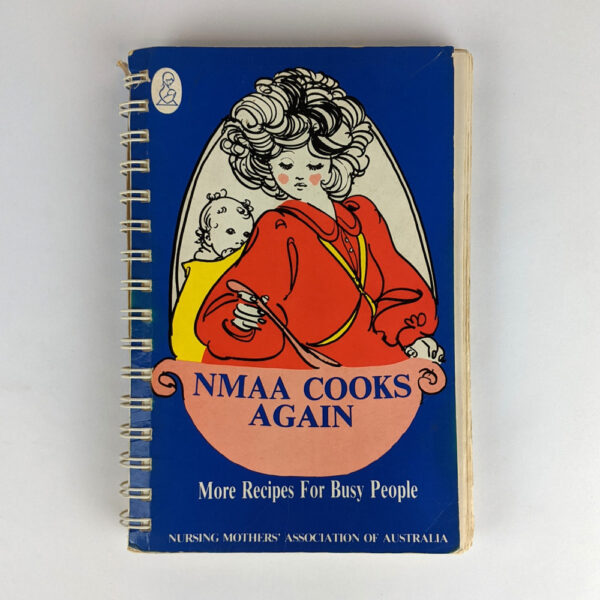 NMAA COOKS
AGAIN
More Recipes For Busy People
NURSING MOTHERS' ASSOCIATION OF AUSTRALIA